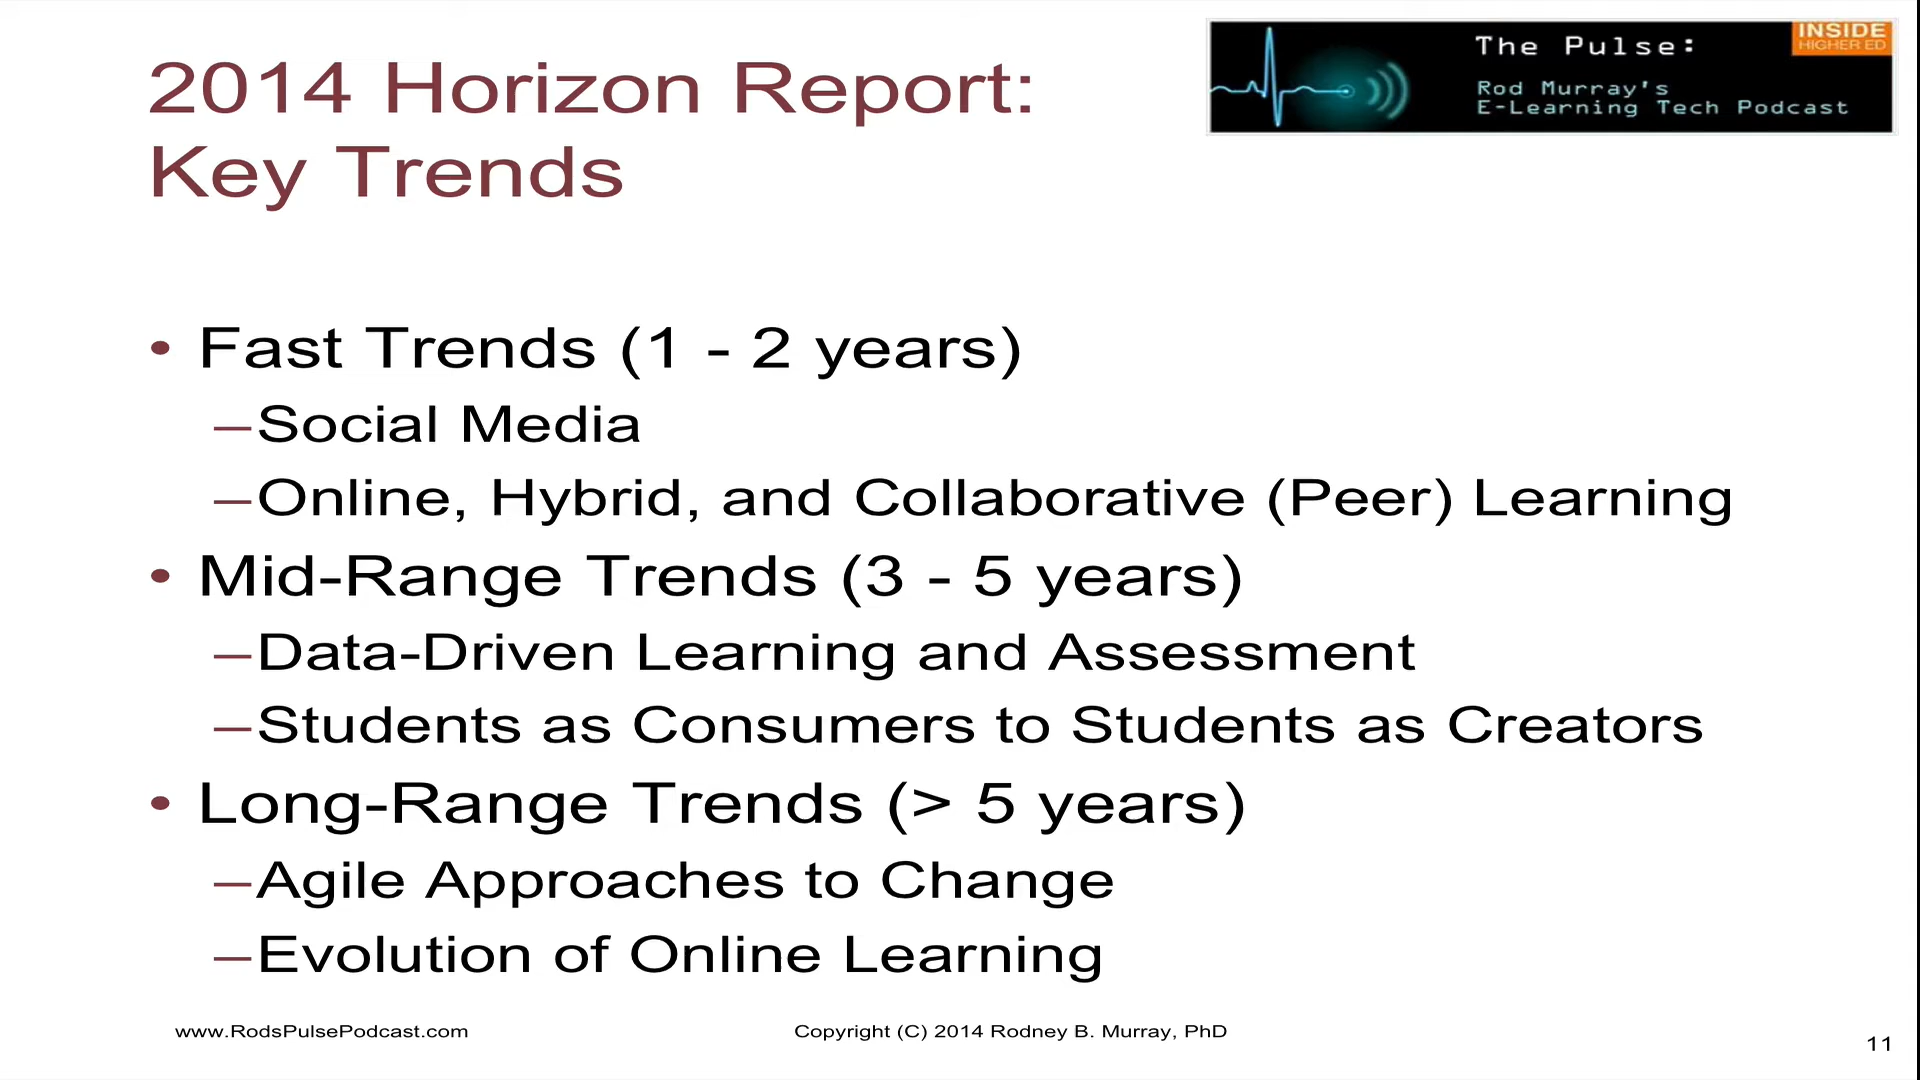 2014 Horizon Report:
Key Trends
The Pulse:
Rod Murray's
E-Learning Tech Podcast
INSIDE
HIGHER ED
• Fast Trends (1 - 2 years)
–Social Media
–Online, Hybrid, and Collaborative (Peer) Learning
• Mid-Range Trends (3 - 5 years)
–Data-Driven Learning and Assessment
–Students as Consumers to Students as Creators
• Long-Range Trends (> 5 years)
–Agile Approaches to Change
–Evolution of Online Learning
www.RodsPulsePodcast.com
Copyright (C) 2014 Rodney B. Murray, PhD
11